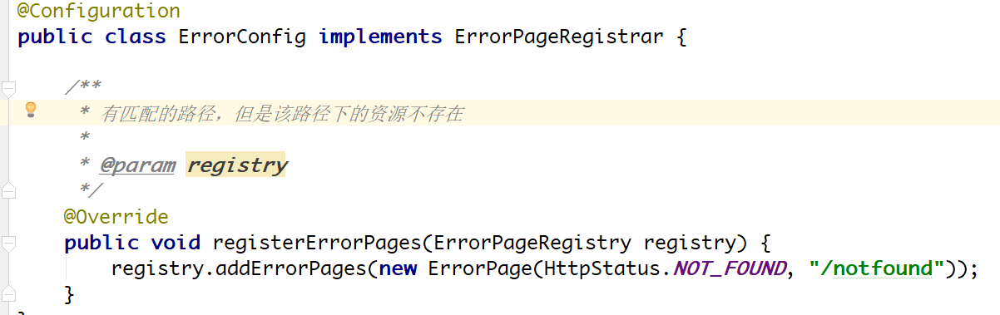 @Configuration
public class ErrorConfig implements ErrorPageRegistrar {
/**
* 有匹配的路径，但是该路径下的资源不存在
*
* @param registry
*/
@Override
public void registerErrorPages(ErrorPageRegistry registry) {
registry.addErrorPages(new ErrorPage(HttpStatus.NOT_FOUND, "/notfound"));
}